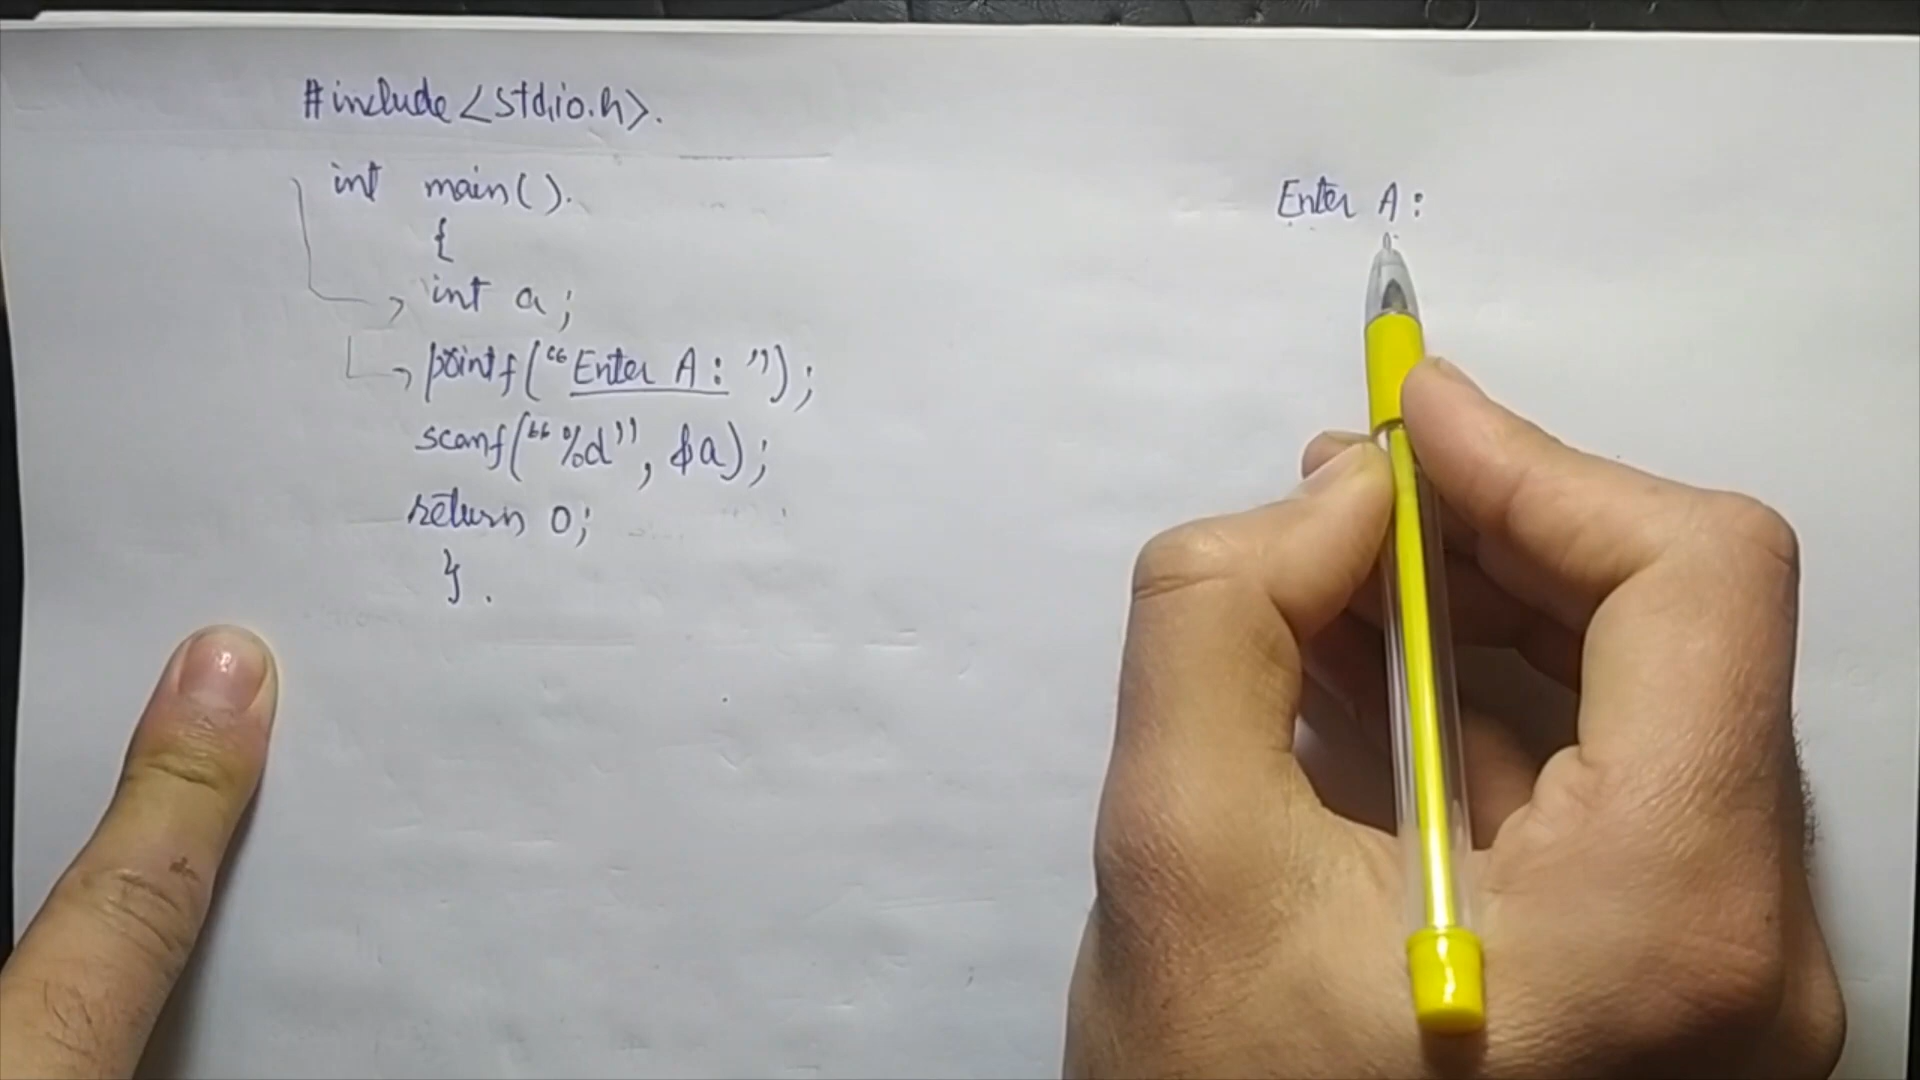 #include <stdio.h>.
int main().
{
int a;
printf("Enter A: ");
scanf("%d", &a);
return 0;
}.
Enter A: